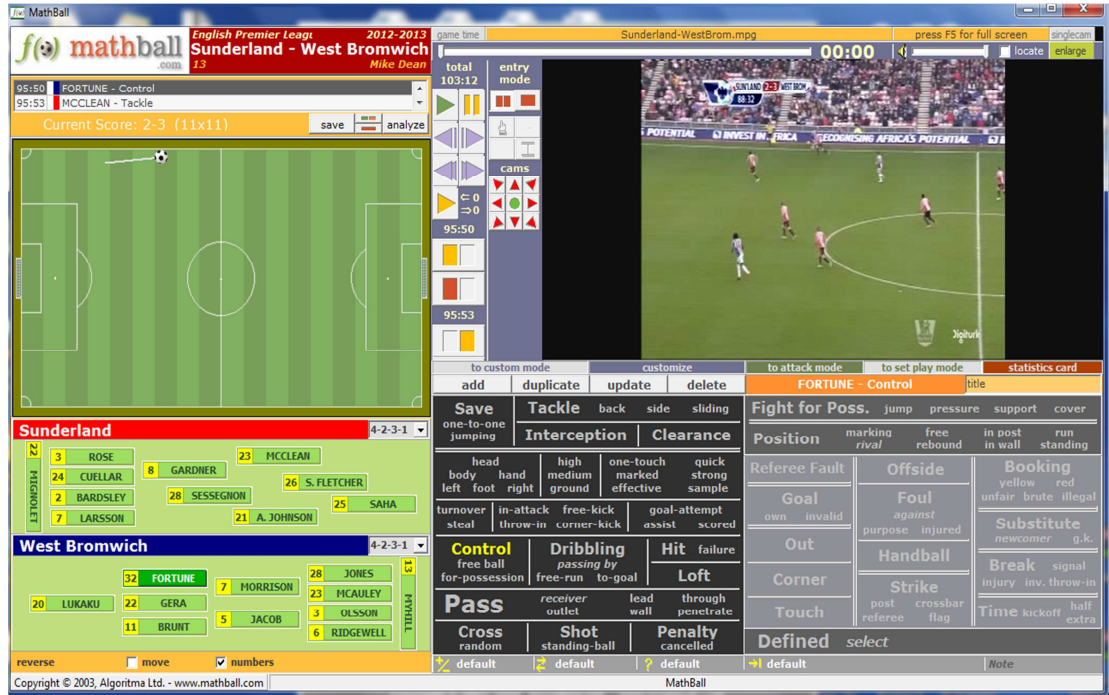 MathBall
f(☺) mathball
.com
English Premier Leagu 2012-2013
Sunderland - West Bromwich
13 Mike Dean
95:50 FORTUNE - Control
95:53 MCCLEAN - Tackle
Current Score: 2-3 (11x11)
save
analyze
Sunderland
4-2-3-1
22 MIGNOLET
3 ROSE
24 CUELLAR
2 BARDSLEY
7 LARSSON
8 GARDNER
28 SESSEGNON
23 MCCLEAN
26 S. FLETCHER
21 A. JOHNSON
25 SAHA
West Bromwich
4-2-3-1
20 LUKAKU
32 FORTUNE
22 GERA
11 BRUNT
7 MORRISON
5 JACOB
28 JONES
23 MCAULEY
3 OLSSON
6 RIDGEWELL
13 MYHILL
reverse
move
numbers
Copyright © 2003, Algoritma Ltd. - www.mathball.com
MathBall
game time
Sunderland-WestBrom.mpg
press F5 for full screen
singlecam
00:00
locate
enlarge
total
103:12
entry
mode
cams
⇐ 0
⇒ 0
95:50
95:53
SUN'LAND 2-3 WEST BROM
88:32
POTENTIAL
INVEST IN AFRICA
RECOGNISING AFRICA'S POTENTIAL
Digiturk
to custom mode
customize
to attack mode
to set play mode
statistics card
add
duplicate
update
delete
FORTUNE - Control
title
Save
one-to-one
jumping
Tackle back side sliding
Interception
Clearance
head
body hand
left foot right
high
medium
ground
one-touch
marked
effective
quick
strong
sample
turnover
steal
in-attack free-kick
throw-in corner-kick
goal-attempt
assist scored
Control
free ball
for-possession
Dribbling
passing by
free-run to-goal
Hit failure
Loft
Pass
receiver
outlet
lead
wall
through
penetrate
Cross
random
Shot
standing-ball
Penalty
cancelled
default
default
default
Fight for Poss. jump pressure support cover
Position
marking
rival
free
rebound
in post
in wall
run
standing
Referee Fault
Goal
own invalid
Out
Corner
Touch
Offside
Foul
against
purpose injured
Handball
Strike
post crossbar
referee flag
Booking
yellow red
unfair brute illegal
Substitute
newcomer g.k.
Break signal
injury inv. throw-in
Time kickoff half
extra
Defined select
default
Note